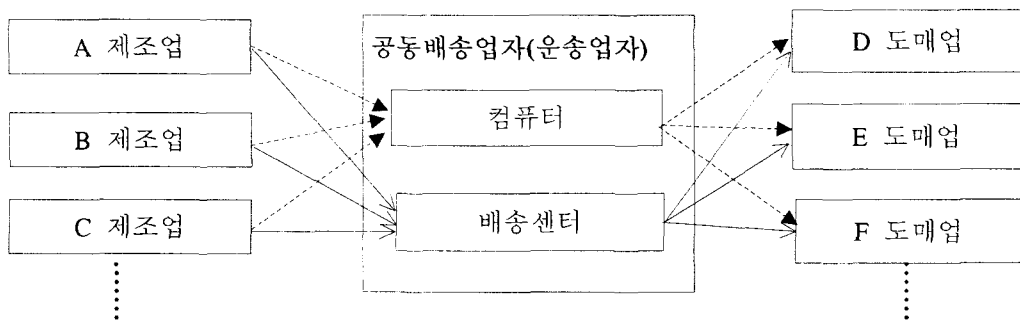 A 제조업
B 제조업
C 제조업
공동배송업자(운송업자)
컴퓨터
배송센터
D 도매업
E 도매업
F 도매업